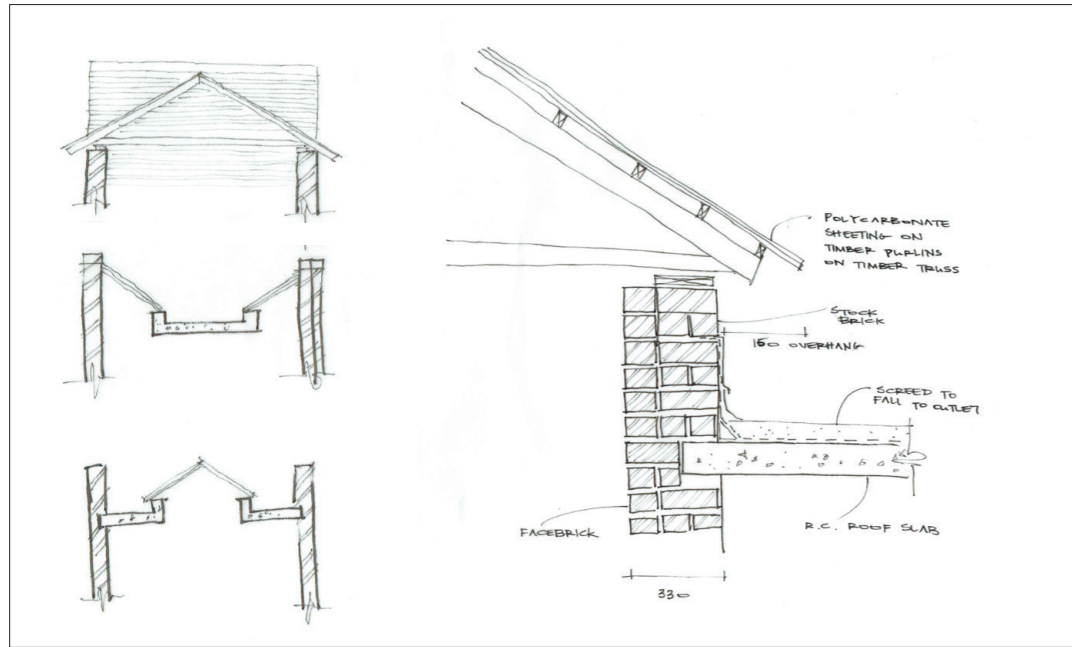 POLYCARBONATE
SHEETING ON
TIMBER PURLINS
ON TIMBER TRUSS
STOCK
BRICK
150 OVERHANG
SCREED TO
FALL TO OUTLET
FACEBRICK
R.C. ROOF SLAB
330